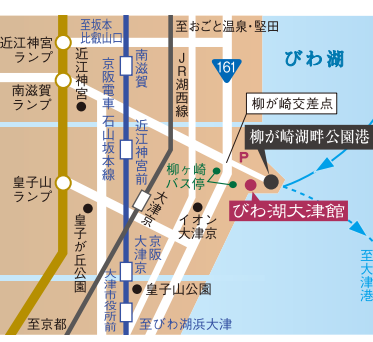 至坂本
比叡山口
至おごと温泉・堅田
近江神宮
ランプ
南滋賀
近江神宮
京阪電車 石山坂本線
JR湖西線
161
びわ湖
南滋賀
ランプ
柳が崎交差点
近江神宮前
P
柳が崎湖畔公園港
柳ヶ崎
バス停
皇子山
ランプ
大津京
びわ湖大津館
イオン
大津京
皇子が丘公園
京阪
大津京
至大津港
大津市役所前
皇子山公園
至京都
至びわ湖浜大津